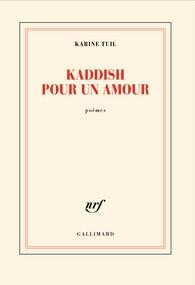 KARINE TUIL
KADDISH
POUR UN AMOUR
poèmes
nrf
GALLIMARD